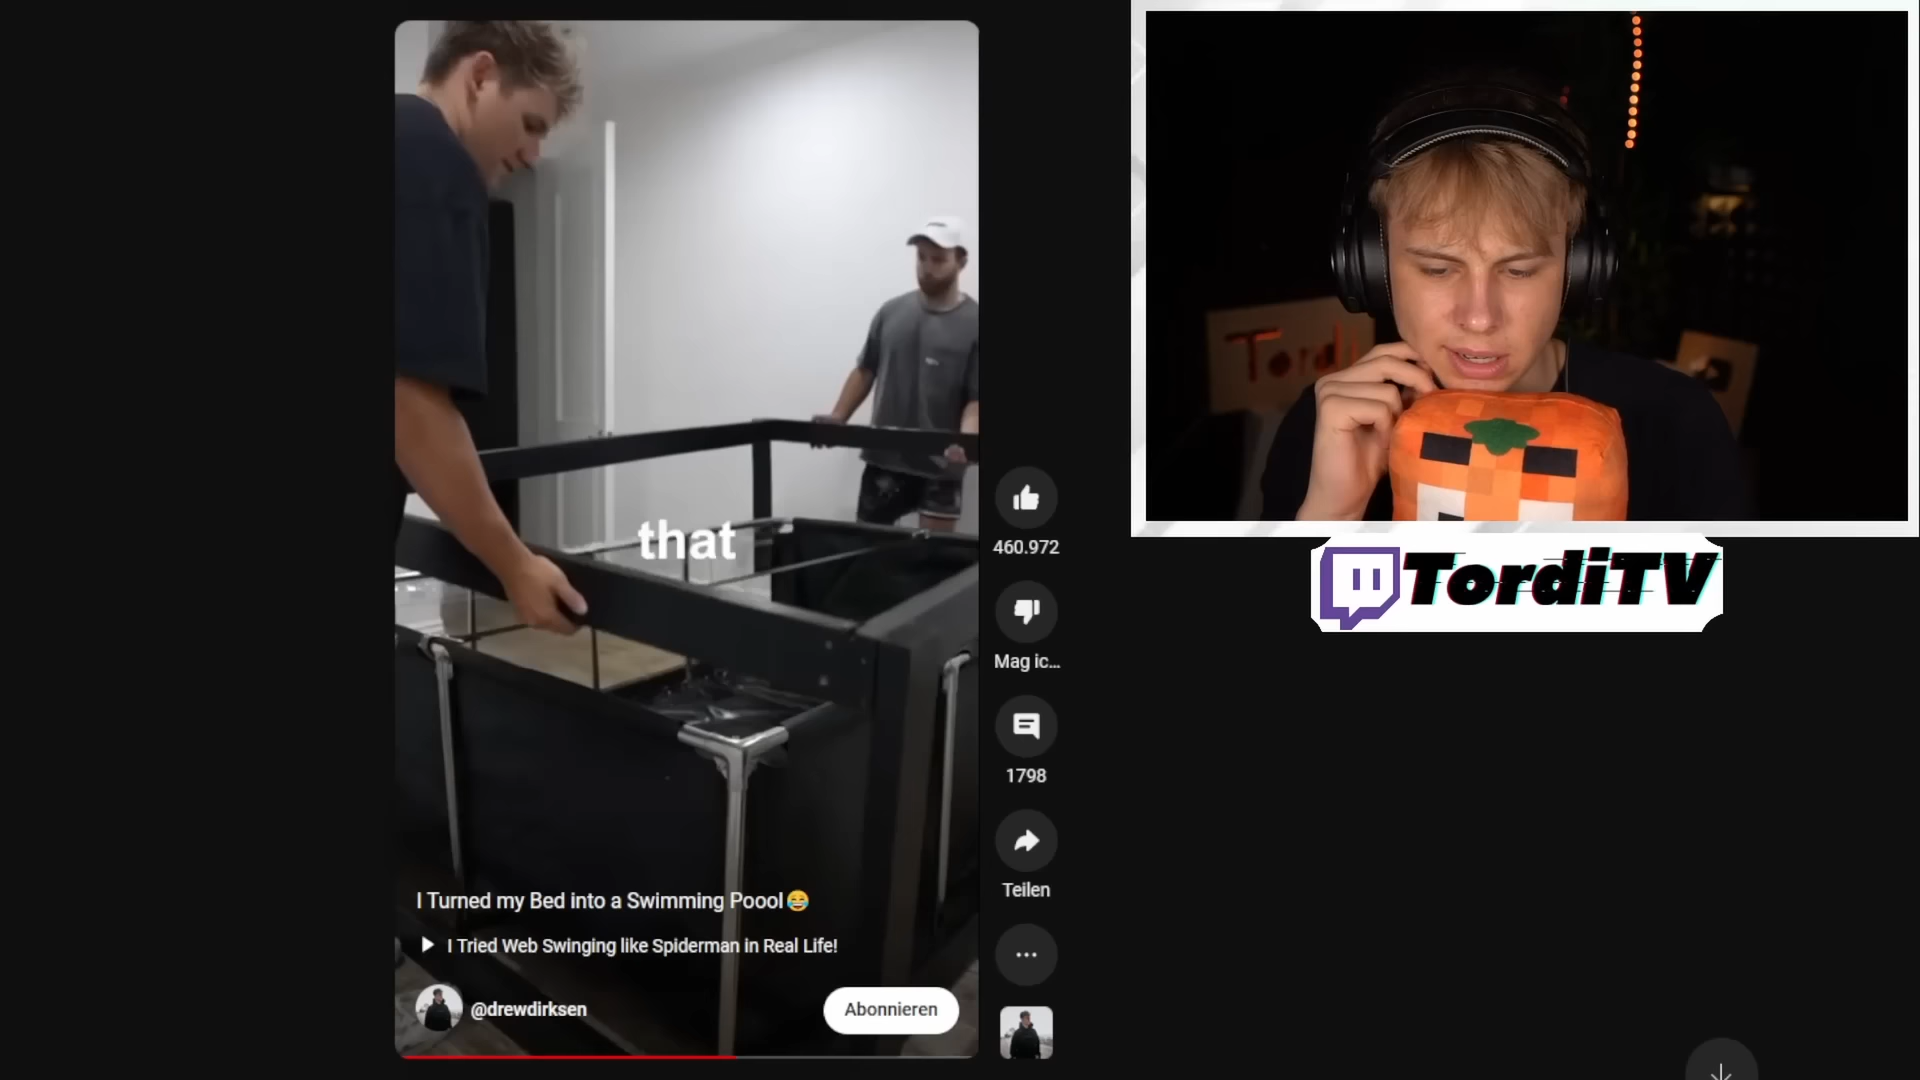 that
I Turned my Bed into a Swimming Poool😂
I Tried Web Swinging like Spiderman in Real Life!
@drewdirksen
Abonnieren
460.972
Mag ic...
1798
Teilen
Tordi
TordiTV